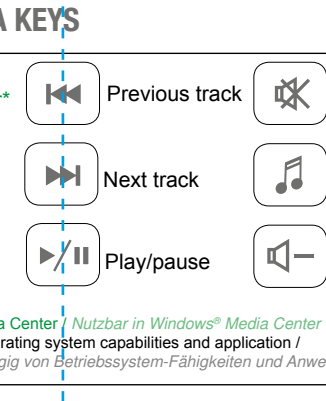 A KEYS
Previous track
Next track
Play/pause
a Center / Nutzbar in Windows® Media Center
rating system capabilities and application /
gig von Betriebssystem-Fähigkeiten und Anwe